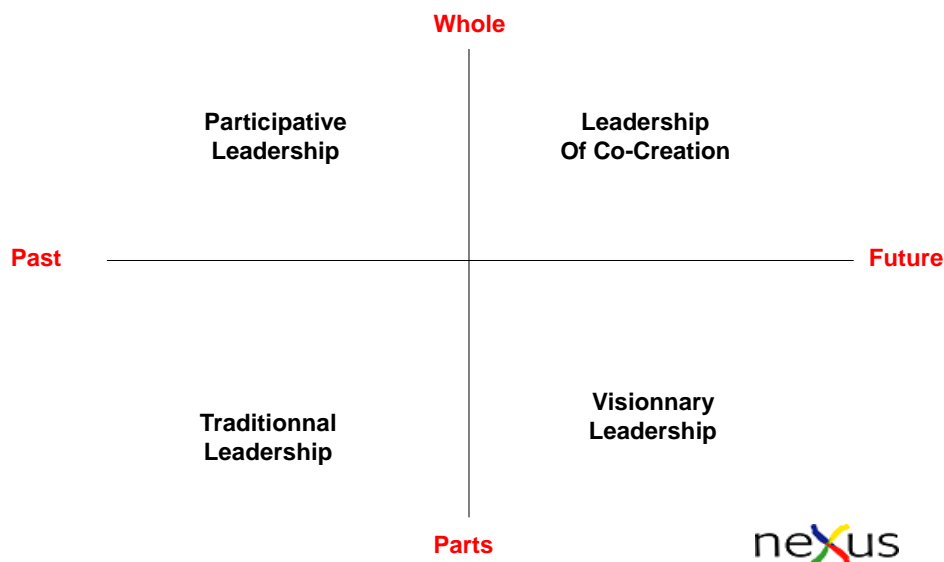 Whole
Participative
Leadership
Leadership
Of Co-Creation
Past
Future
Traditionnal
Leadership
Visionnary
Leadership
Parts
nexus